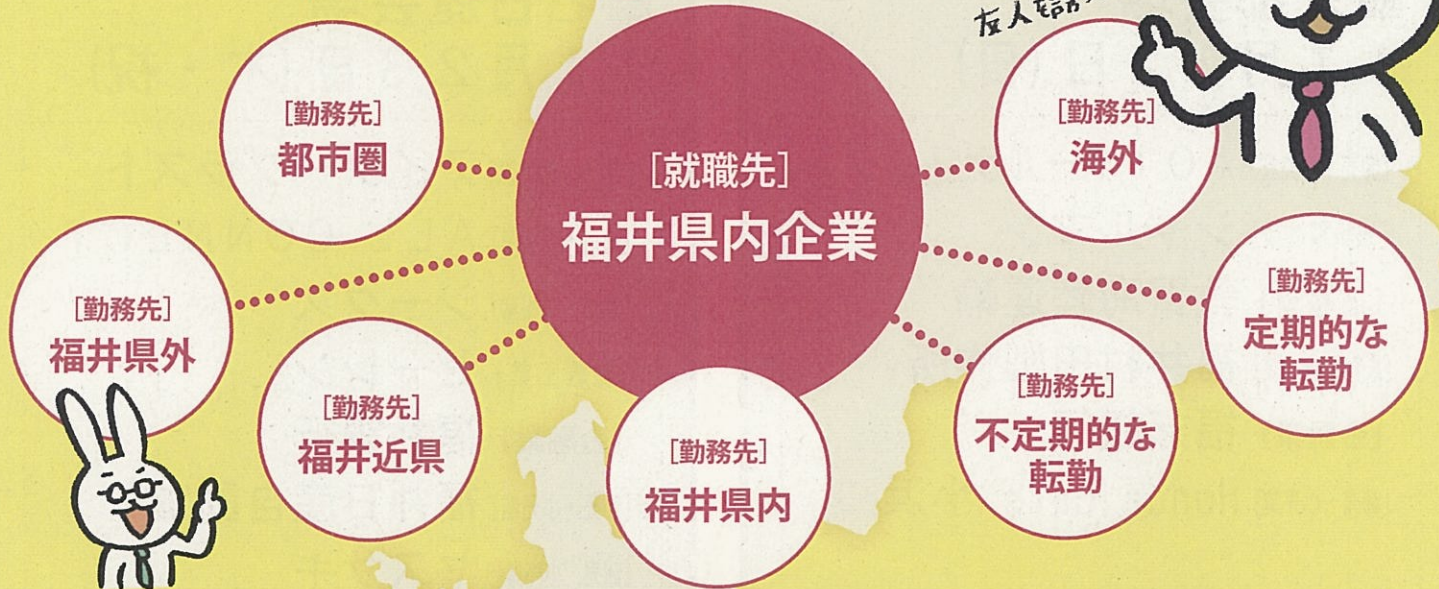 [就職先]
福井県内企業
[勤務先]
都市圏
[勤務先]
海外
[勤務先]
福井県外
[勤務先]
定期的な
転勤
[勤務先]
福井近県
[勤務先]
不定期的な
転勤
[勤務先]
福井県内
友人